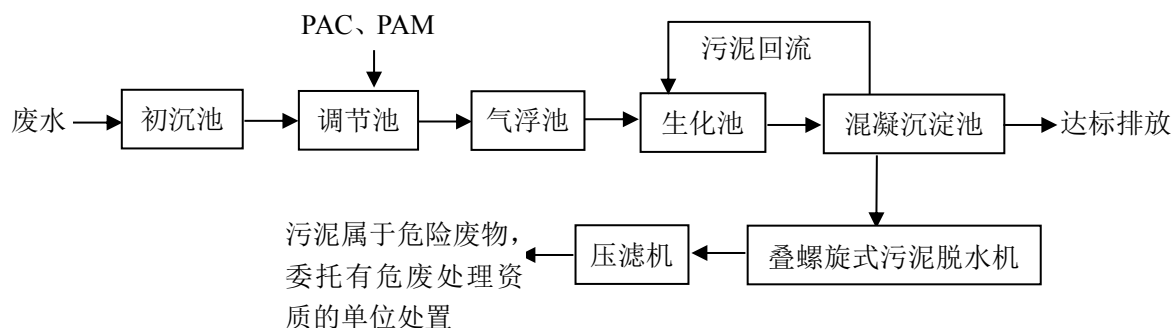 PAC、PAM
污泥回流
废水
初沉池
调节池
气浮池
生化池
混凝沉淀池
达标排放
污泥属于危险废物，
委托有危废处理资
质的单位处置
压滤机
叠螺旋式污泥脱水机